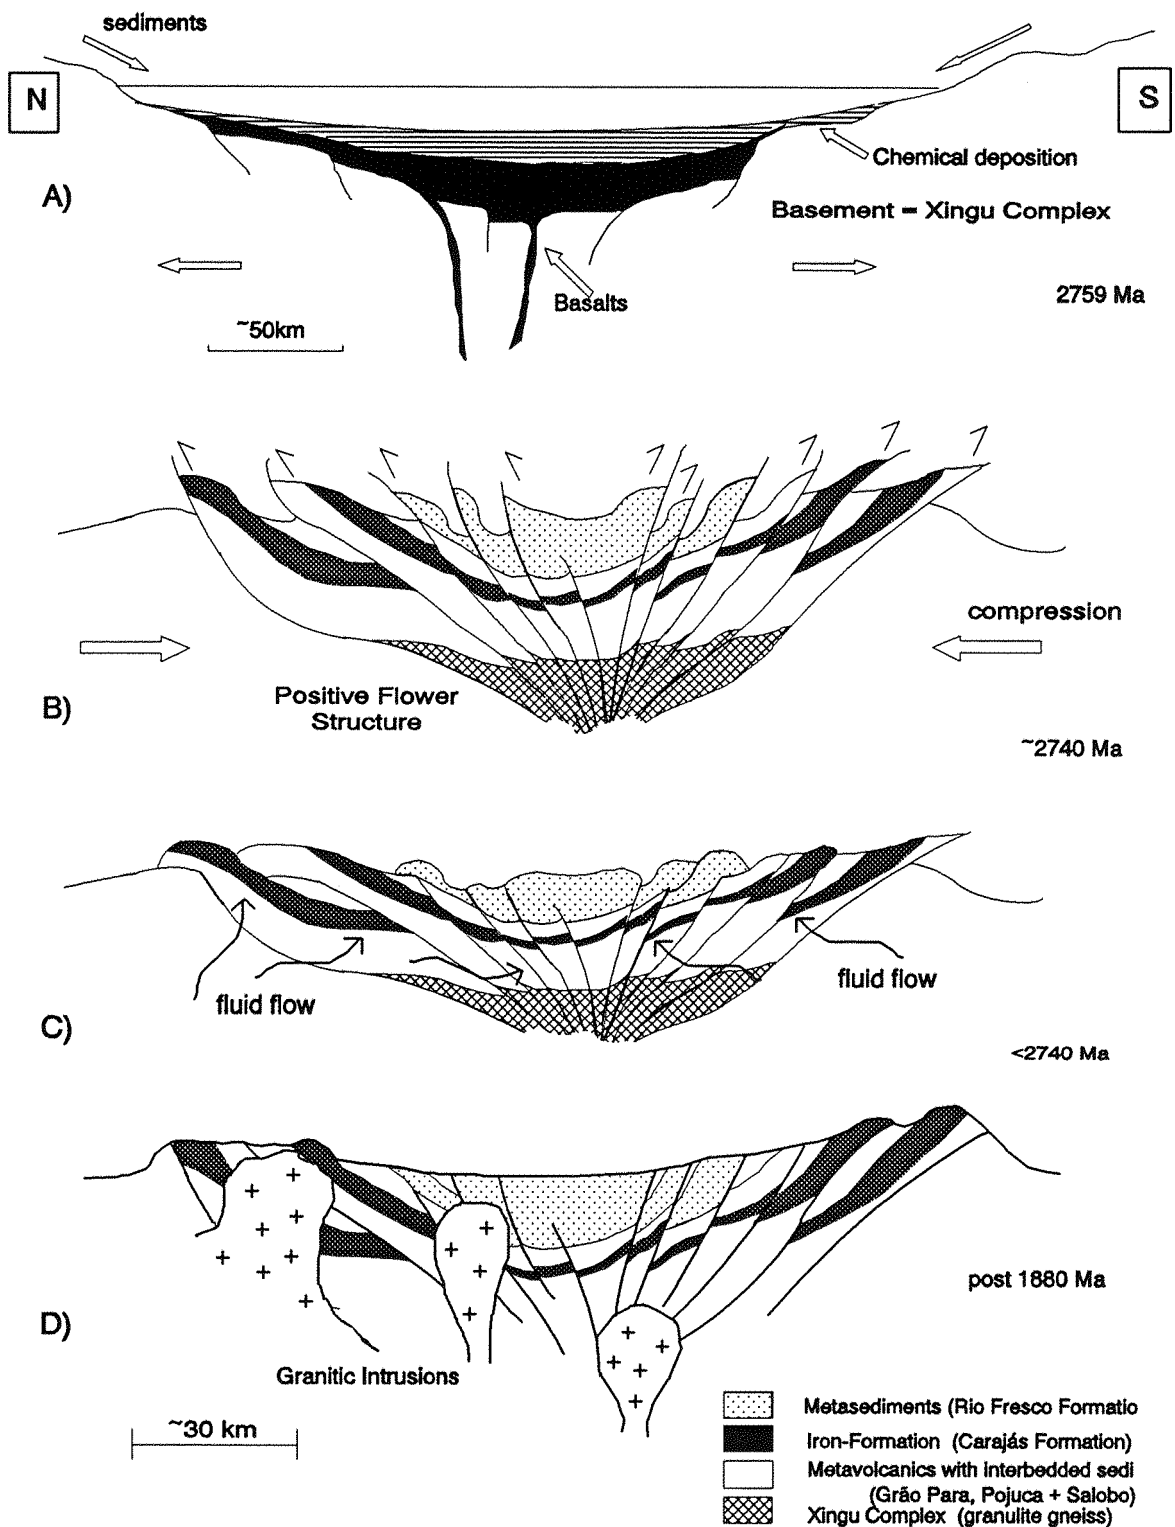 sediments
N
S
Chemical deposition
A)
Basement - Xingu Complex
Basalts
2759 Ma
~50km
compression
Positive Flower
Structure
B)
~2740 Ma
fluid flow
fluid flow
C)
<2740 Ma
post 1880 Ma
D)
Granitic Intrusions
~30 km
Metasediments (Rio Fresco Formatio
Iron-Formation (Carajás Formation)
Metavolcanics with interbedded sedi
(Grão Para, Pojuca + Salobo)
Xingu Complex (granulite gneiss)